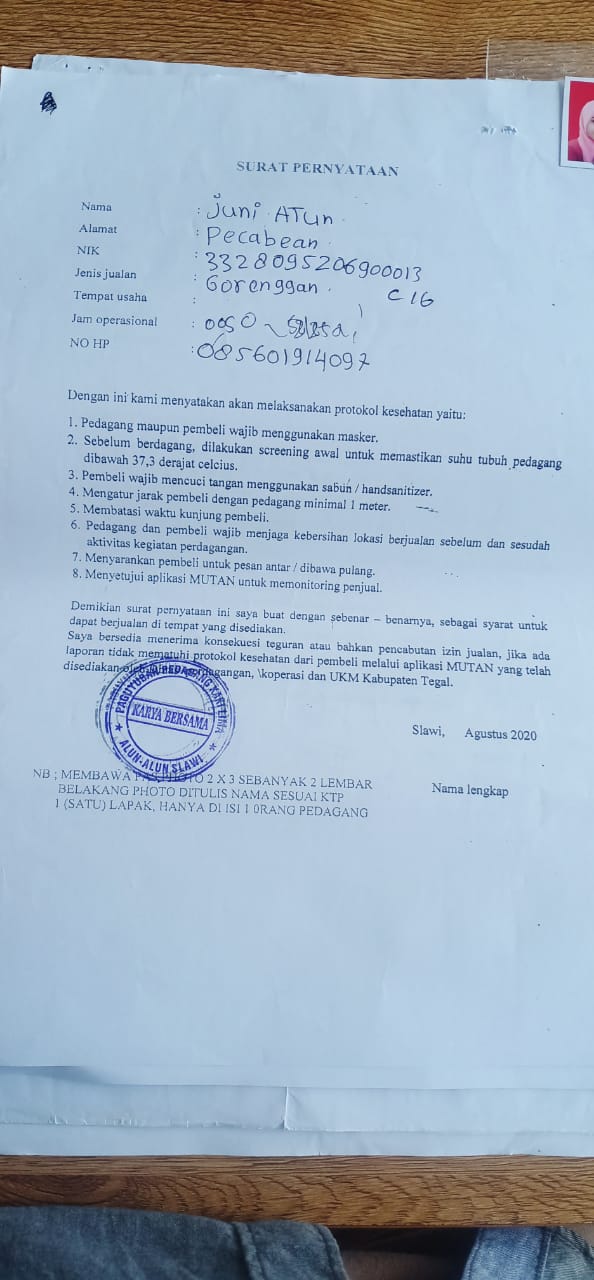 SURAT PERNYATAAN
Nama : Juni ATun
Alamat : Pecabean
NIK : 3328095206900013
Jenis jualan : Gorenggan
Tempat usaha : C 16
Jam operasional :
NO HP : 085601914097
Dengan ini kami menyatakan akan melaksanakan protokol kesehatan yaitu:
1. Pedagang maupun pembeli wajib menggunakan masker.
2. Sebelum berdagang, dilakukan screening awal untuk memastikan suhu tubuh pedagang
dibawah 37,3 derajat celcius.
3. Pembeli wajib mencuci tangan menggunakan sabun / handsanitizer.
4. Mengatur jarak pembeli dengan pedagang minimal 1 meter.
5. Membatasi waktu kunjung pembeli.
6. Pedagang dan pembeli wajib menjaga kebersihan lokasi berjualan sebelum dan sesudah
aktivitas kegiatan perdagangan.
7. Menyarankan pembeli untuk pesan antar / dibawa pulang.
8. Menyetujui aplikasi MUTAN untuk memonitoring penjual.
Demikian surat pernyataan ini saya buat dengan sebenar – benarnya, sebagai syarat untuk
dapat berjualan di tempat yang disediakan.
Saya bersedia menerima konsekuesi teguran atau bahkan pencabutan izin jualan, jika ada
laporan tidak mematuhi protokol kesehatan dari pembeli melalui aplikasi MUTAN yang telah
disediakan \koperasi dan UKM Kabupaten Tegal.
PAGUYUBAN PEDAGANG KAKI LIMA
KARYA BERSAMA
ALUN-ALUN SLAWI
Slawi, Agustus 2020
Nama lengkap
NB ; MEMBAWA PHOTO 2 X 3 SEBANYAK 2 LEMBAR
BELAKANG PHOTO DITULIS NAMA SESUAI KTP
1 (SATU) LAPAK, HANYA DI ISI 1 0RANG PEDAGANG